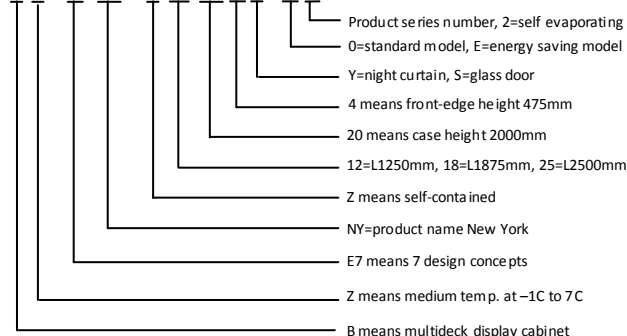 Product series number, 2=self evaporating
0=standard model, E=energy saving model
Y=night curtain, S=glass door
4 means front-edge height 475mm
20 means case height 2000mm
12=L1250mm, 18=L1875mm, 25=L2500mm
Z means self-contained
NY=product name New York
E7 means 7 design concepts
Z means medium temp. at –1C to 7C
B means multideck display cabinet